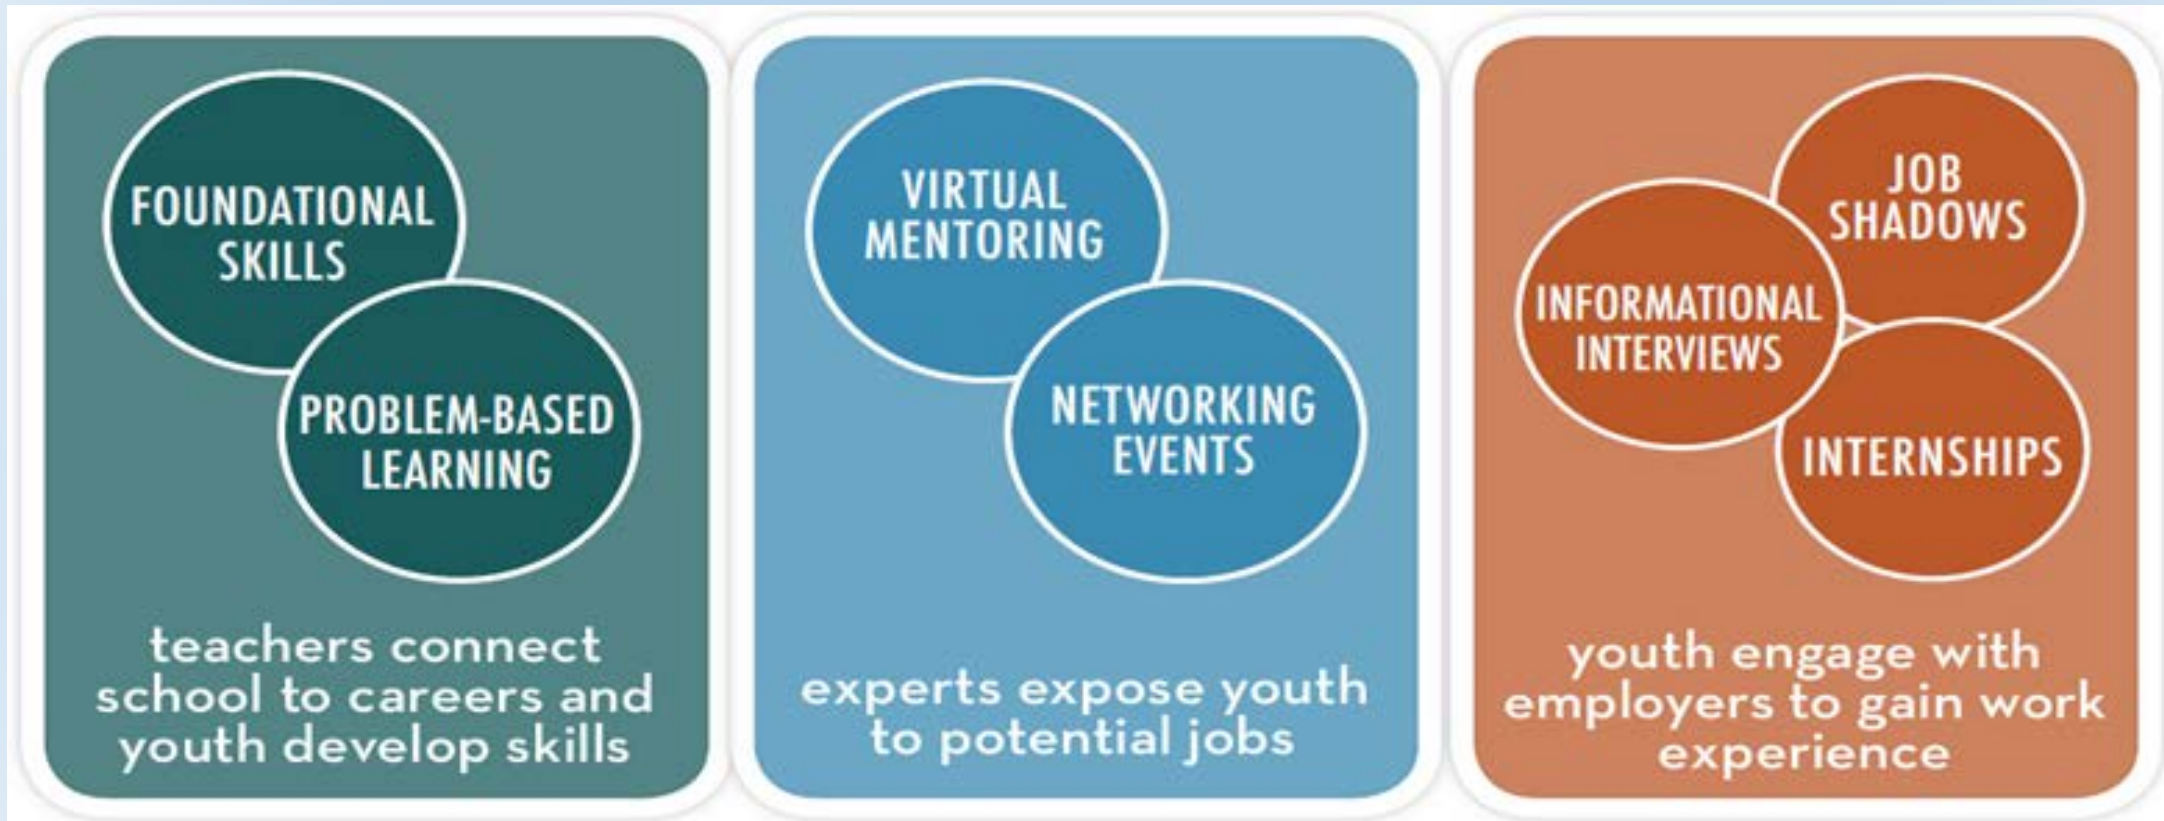 FOUNDATIONAL
SKILLS
PROBLEM-BASED
LEARNING
teachers connect
school to careers and
youth develop skills
VIRTUAL
MENTORING
NETWORKING
EVENTS
experts expose youth
to potential jobs
JOB
SHADOWS
INFORMATIONAL
INTERVIEWS
INTERNSHIPS
youth engage with
employers to gain work
experience